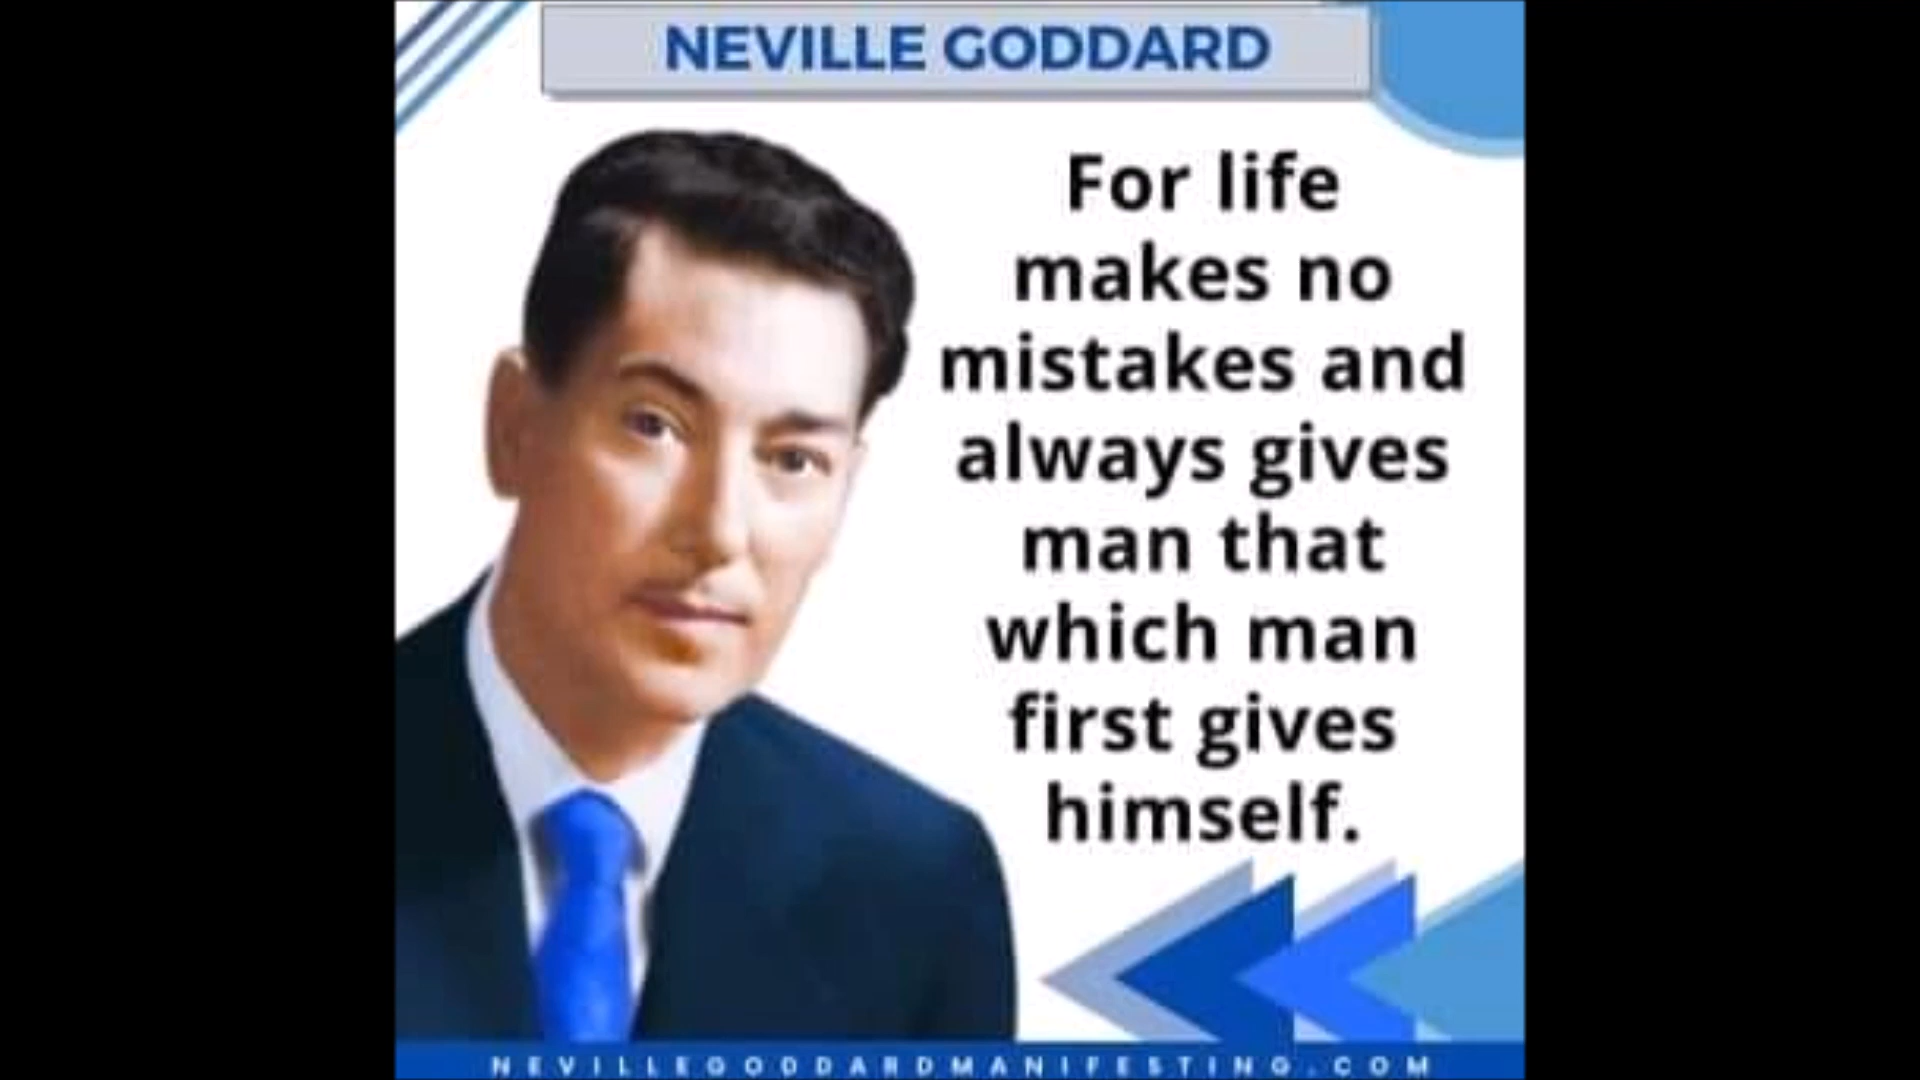 NEVILLE GODDARD
For life
makes no
mistakes and
always gives
man that
which man
first gives
himself.
NEVILLEGODDARDMANIFESTING.COM